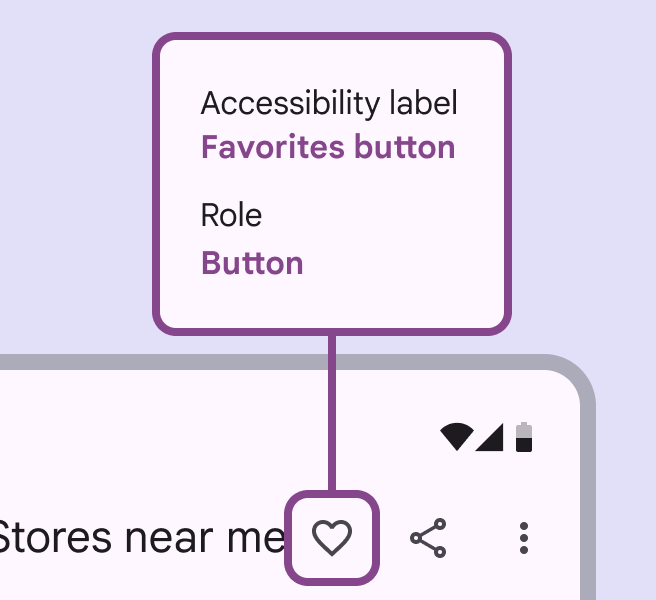 Accessibility label
Favorites button
Role
Button
Stores near me